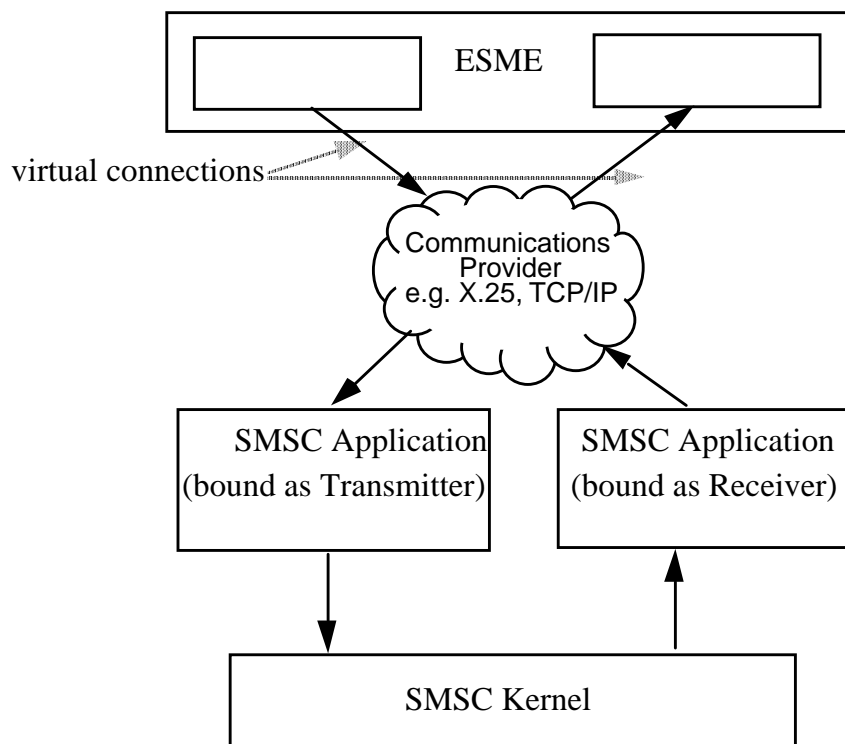 ESME
virtual connections
Communications
Provider
e.g. X.25, TCP/IP
SMSC Application
(bound as Transmitter)
SMSC Application
(bound as Receiver)
SMSC Kernel